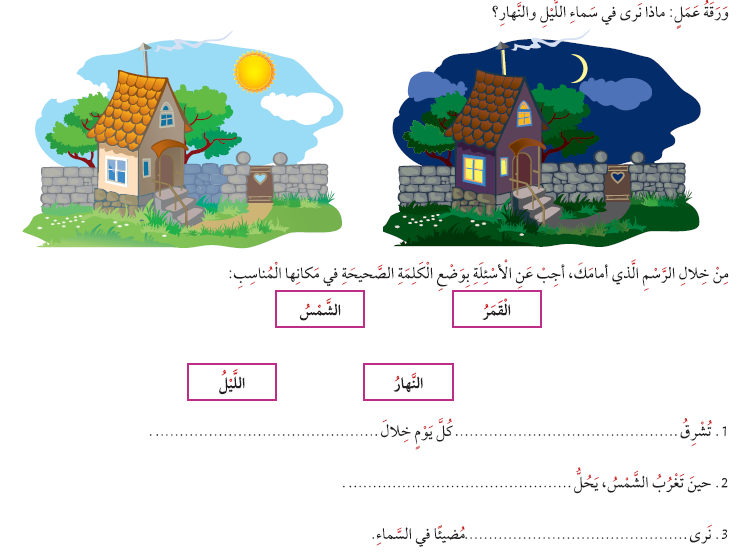 وَرَقَةُ عَمَلٍ: ماذا نَرى في سَماءِ اللَّيْلِ والنَّهارِ؟
مِنْ خِلالِ الرَّسْمِ الَّذي أمامَكَ، أجِبْ عَنِ الْأسْئِلَةِ بِوَضْعِ الْكَلِمَةِ الصَّحيحَةِ في مَكانِها الْمُناسِبِ:
الْقَمَرُ الشَّمْسُ
النَّهارُ اللَّيْلُ
1. تُشْرِقُ............................................كُلَّ يَوْمٍ خِلالَ............................................
2. حينَ تَغْرُبُ الشَّمْسُ، يَحُلُّ............................................
3. نَرى............................................مُضيئًا في السَّماءِ.